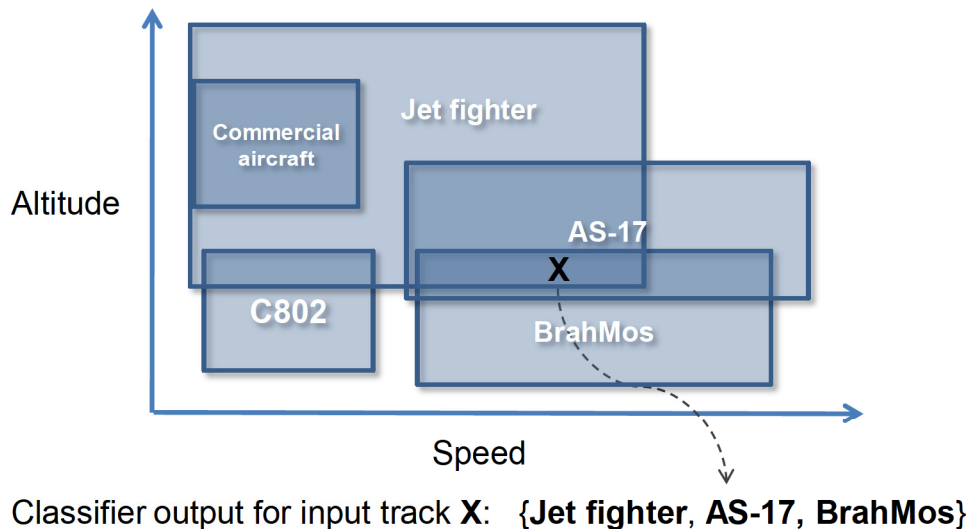 Jet fighter
Commercial
aircraft
Altitude
AS-17
X
C802
BrahMos
Speed
Classifier output for input track X: {Jet fighter, AS-17, BrahMos}